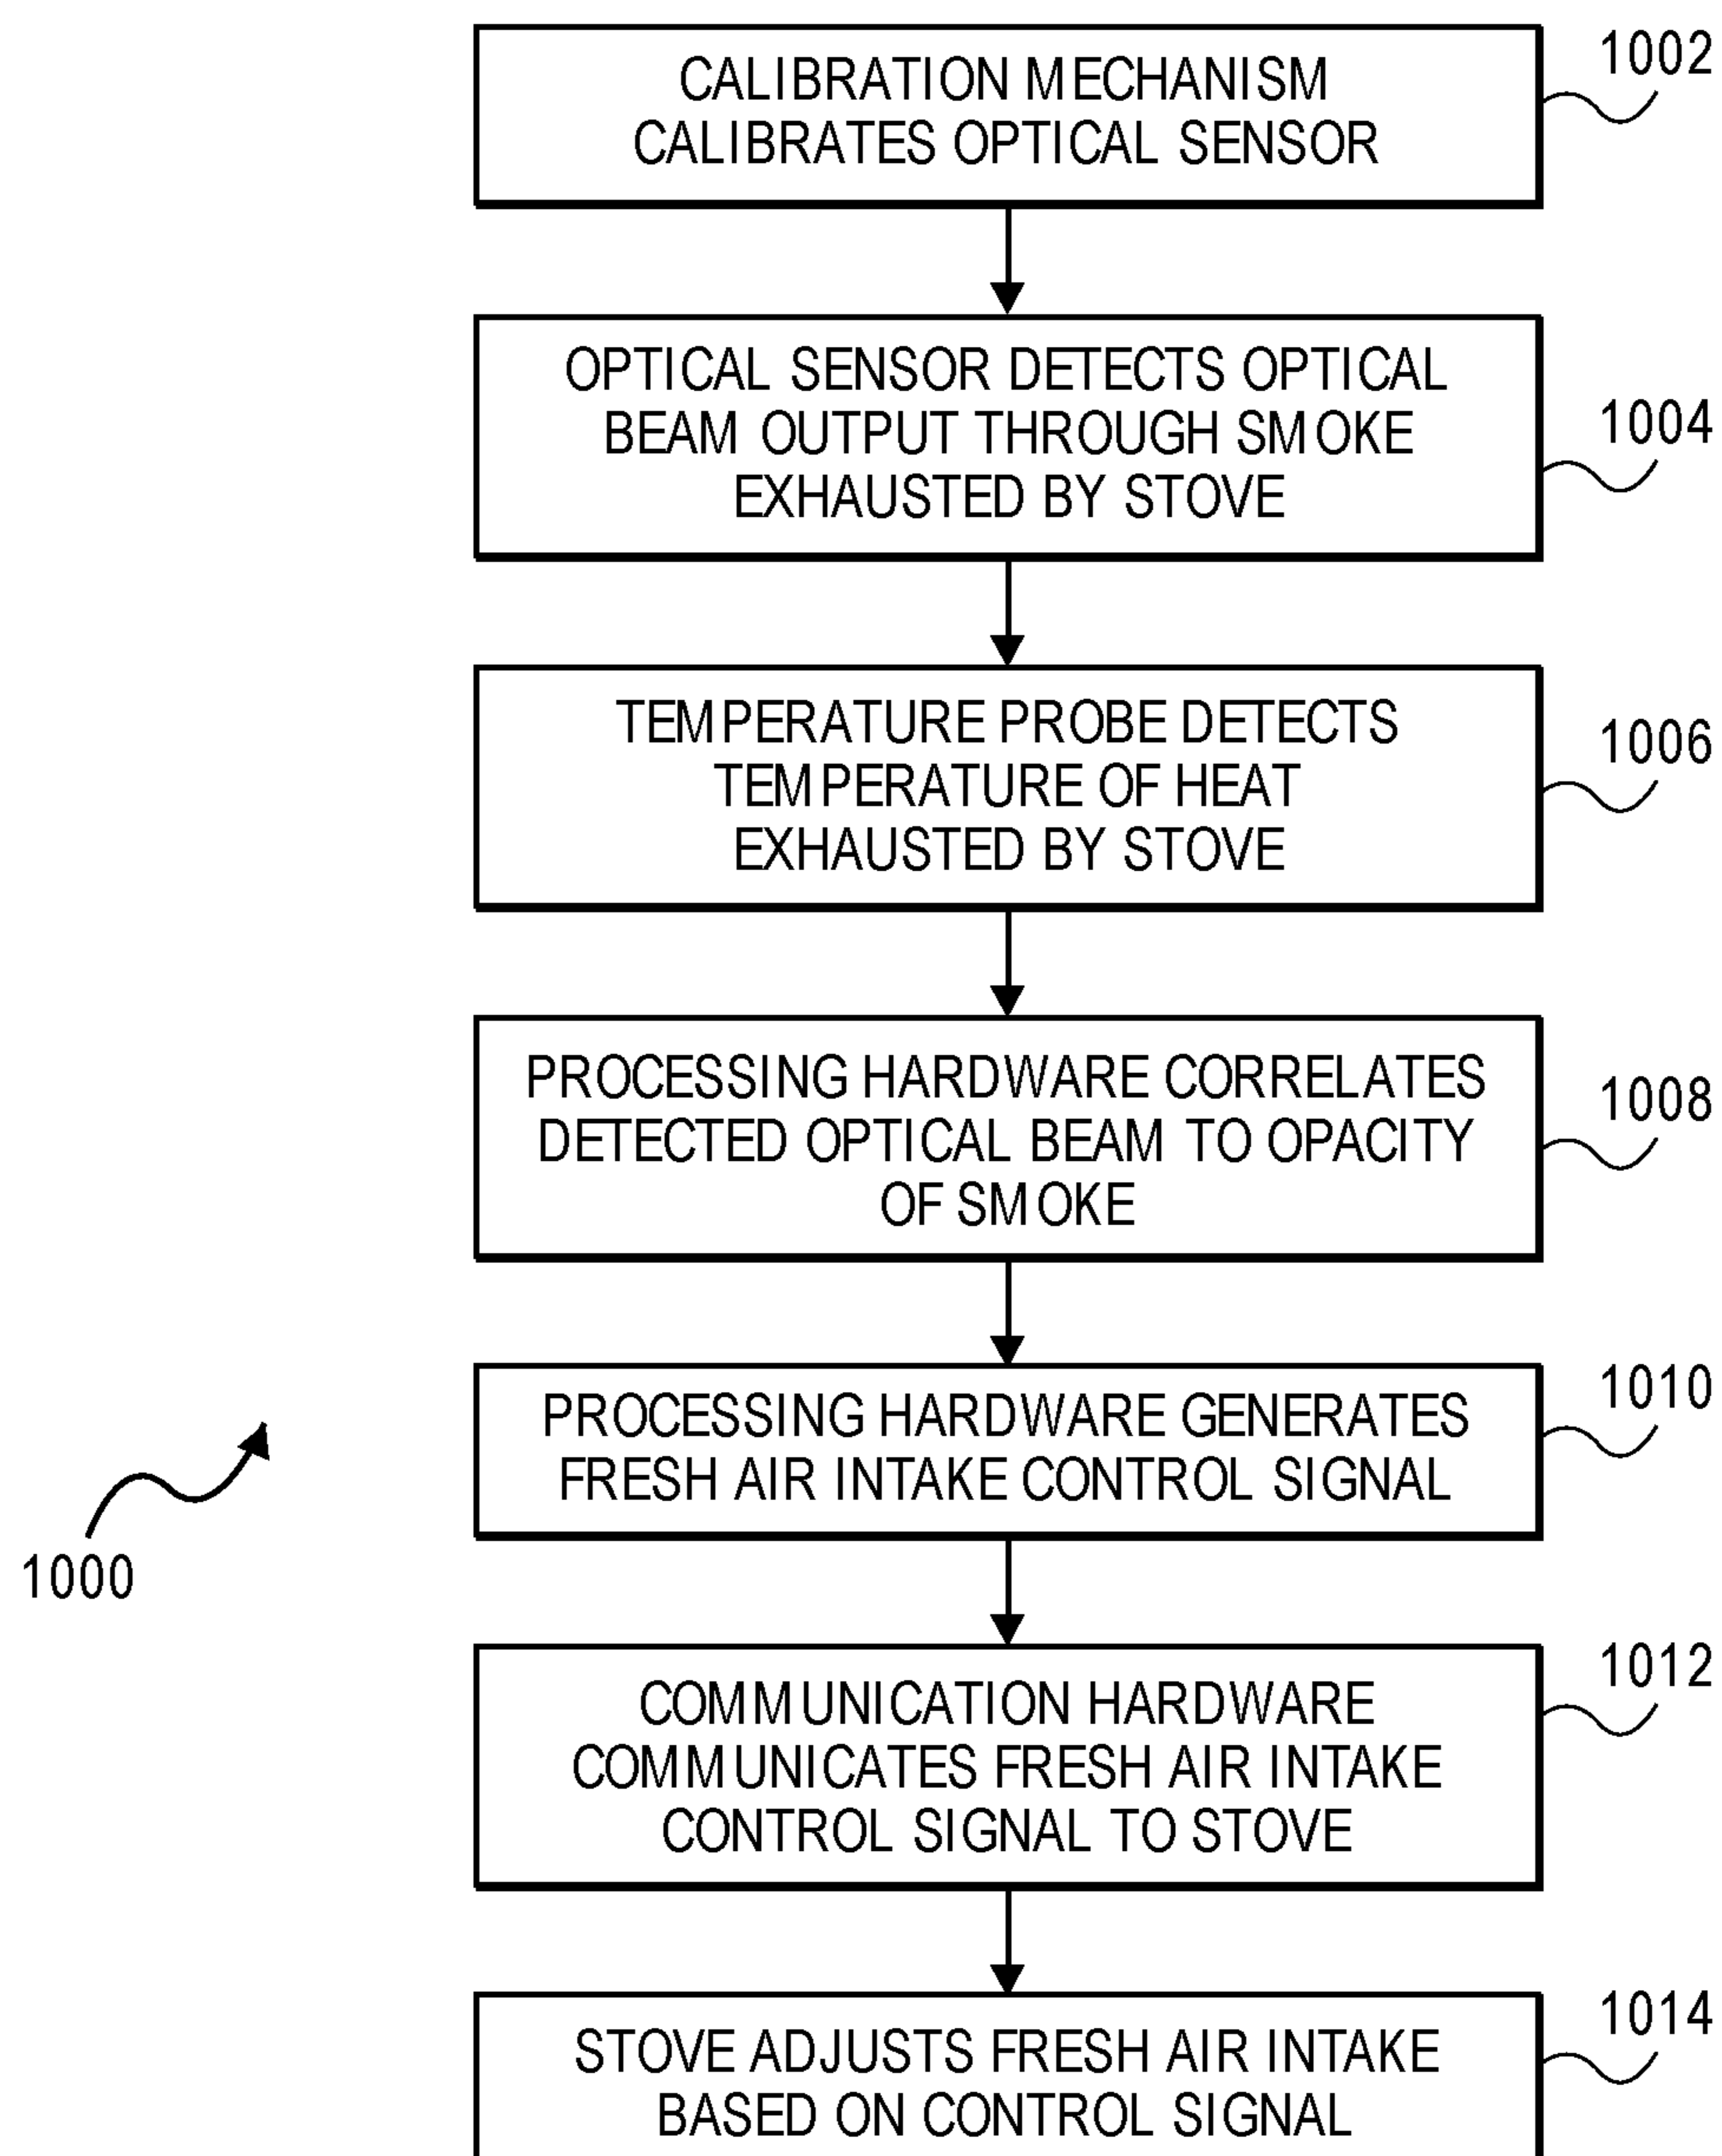 CALIBRATION MECHANISM
CALIBRATES OPTICAL SENSOR
1002
OPTICAL SENSOR DETECTS OPTICAL
BEAM OUTPUT THROUGH SMOKE
EXHAUSTED BY STOVE
1004
TEMPERATURE PROBE DETECTS
TEMPERATURE OF HEAT
EXHAUSTED BY STOVE
1006
PROCESSING HARDWARE CORRELATES
DETECTED OPTICAL BEAM TO OPACITY
OF SMOKE
1008
PROCESSING HARDWARE GENERATES
FRESH AIR INTAKE CONTROL SIGNAL
1010
1000
COMMUNICATION HARDWARE
COMMUNICATES FRESH AIR INTAKE
CONTROL SIGNAL TO STOVE
1012
STOVE ADJUSTS FRESH AIR INTAKE
BASED ON CONTROL SIGNAL
1014